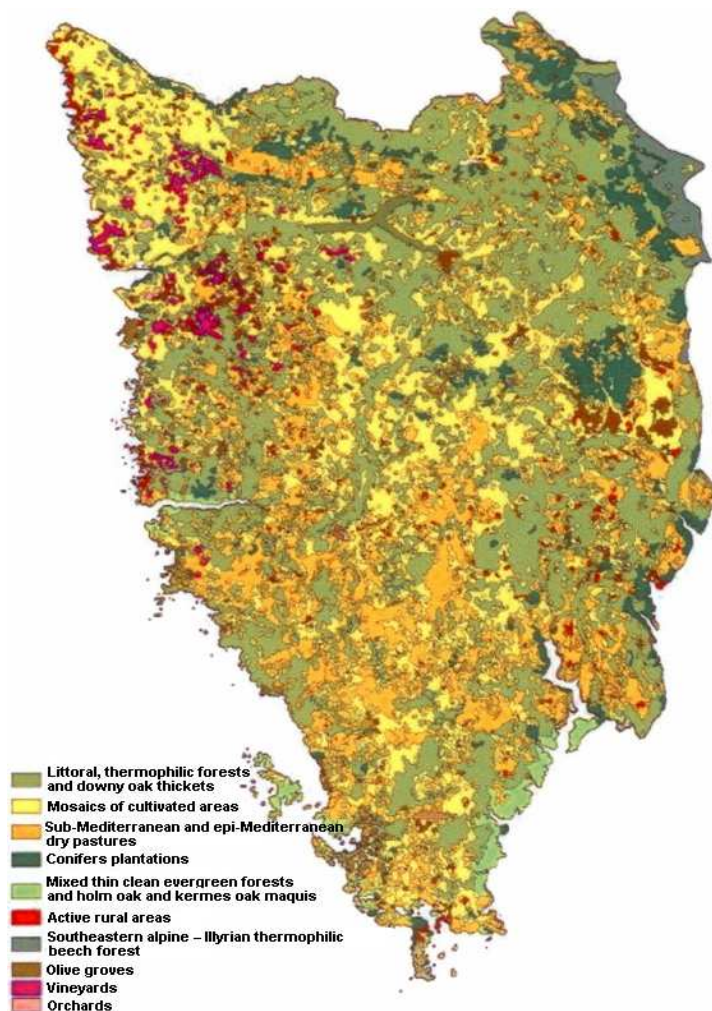 Littoral, thermophilic forests
and downy oak thickets
Mosaics of cultivated areas
Sub-Mediterranean and epi-Mediterranean
dry pastures
Conifers plantations
Mixed thin clean evergreen forests
and holm oak and kermes oak maquis
Active rural areas
Southeastern alpine – Illyrian thermophilic
beech forest
Olive groves
Vineyards
Orchards